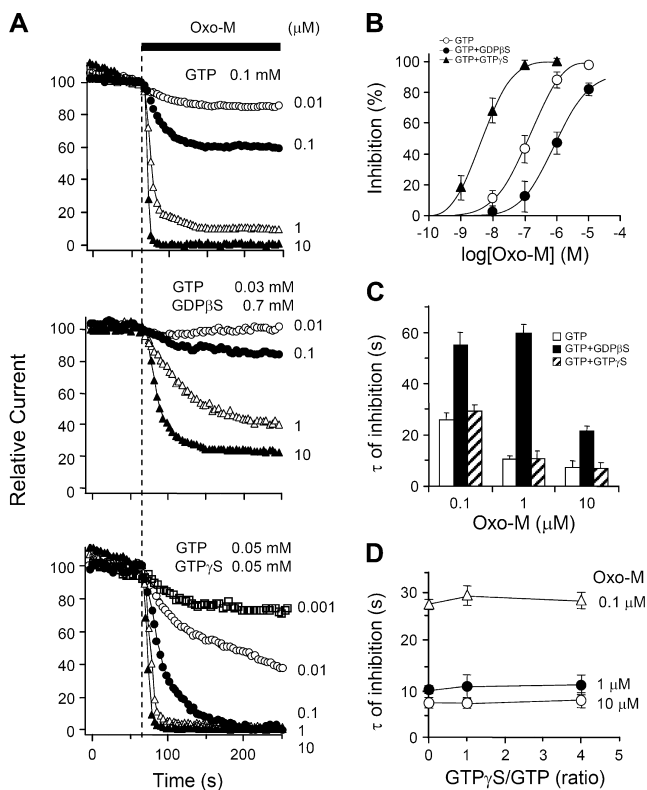 A
Oxo-M (µM)
GTP 0.1 mM
100
80
60
40
20
0
0.01
0.1
1
10
GTP 0.03 mM
GDPβS 0.7 mM
100
80
60
40
20
0
0.01
0.1
1
10
GTP 0.05 mM
GTPγS 0.05 mM
100
80
60
40
20
0
0.001
0.01
0.1
1
10
0 100 200
Time (s)
Relative Current
B
GTP
GTP+GDPβS
GTP+GTPγS
100
80
60
40
20
0
Inhibition (%)
-10 -9 -8 -7 -6 -5 -4
log[Oxo-M] (M)
C
GTP
GTP+GDPβS
GTP+GTPγS
60
40
20
0
τ of inhibition (s)
0.1 1 10
Oxo-M (µM)
D
Oxo-M
0.1 µM
1 µM
10 µM
30
20
10
0
τ of inhibition (s)
0 1 2 3 4 5
GTPγS/GTP (ratio)